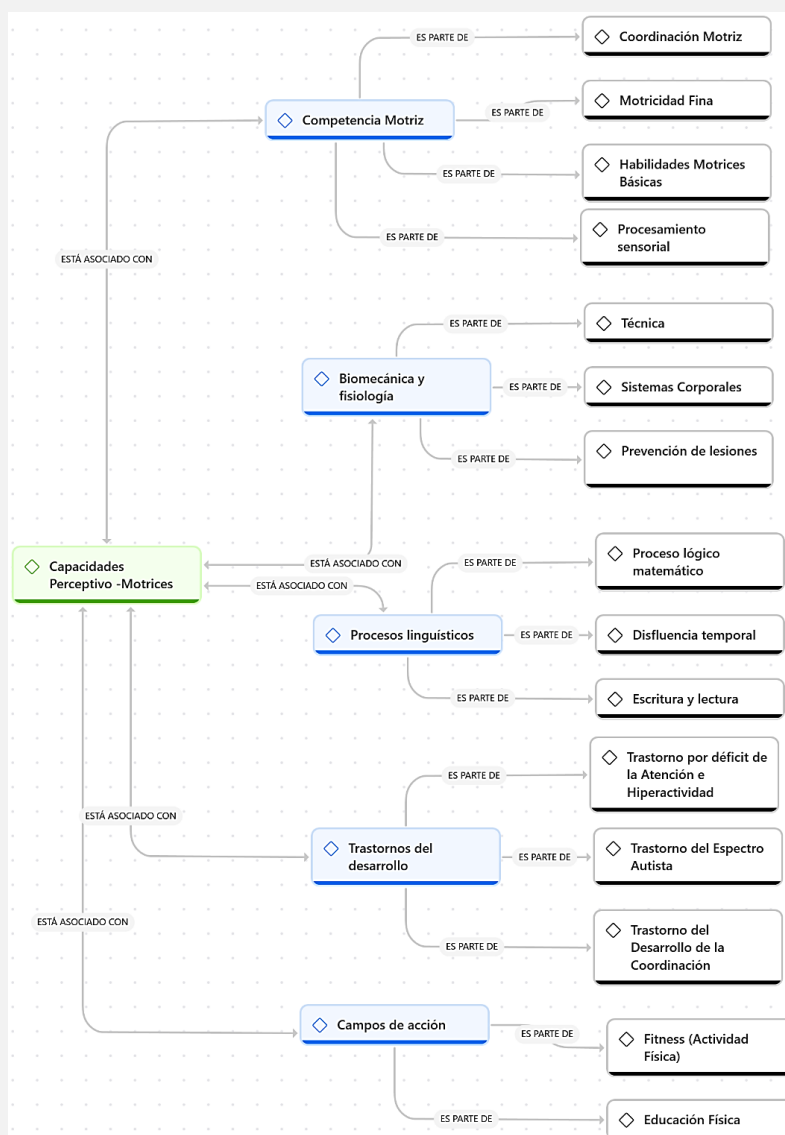 ES PARTE DE
Coordinación Motriz
Competencia Motriz
ES PARTE DE
Motricidad Fina
ES PARTE DE
Habilidades Motrices
Básicas
ES PARTE DE
Procesamiento
sensorial
ESTÁ ASOCIADO CON
ES PARTE DE
Técnica
Biomecánica y
fisiología
ES PARTE DE
Sistemas Corporales
ES PARTE DE
Prevención de lesiones
Capacidades
Perceptivo -Motrices
ESTÁ ASOCIADO CON
ESTÁ ASOCIADO CON
ES PARTE DE
Proceso lógico
matemático
Procesos linguísticos
ES PARTE DE
Disfluencia temporal
ES PARTE DE
Escritura y lectura
ES PARTE DE
Trastorno por déficit de
la Atención e
Hiperactividad
ESTÁ ASOCIADO CON
Trastornos del
desarrollo
ES PARTE DE
Trastorno del Espectro
Autista
ESTÁ ASOCIADO CON
ES PARTE DE
Trastorno del
Desarrollo de la
Coordinación
Campos de acción
ES PARTE DE
Fitness (Actividad
Física)
ES PARTE DE
Educación Física